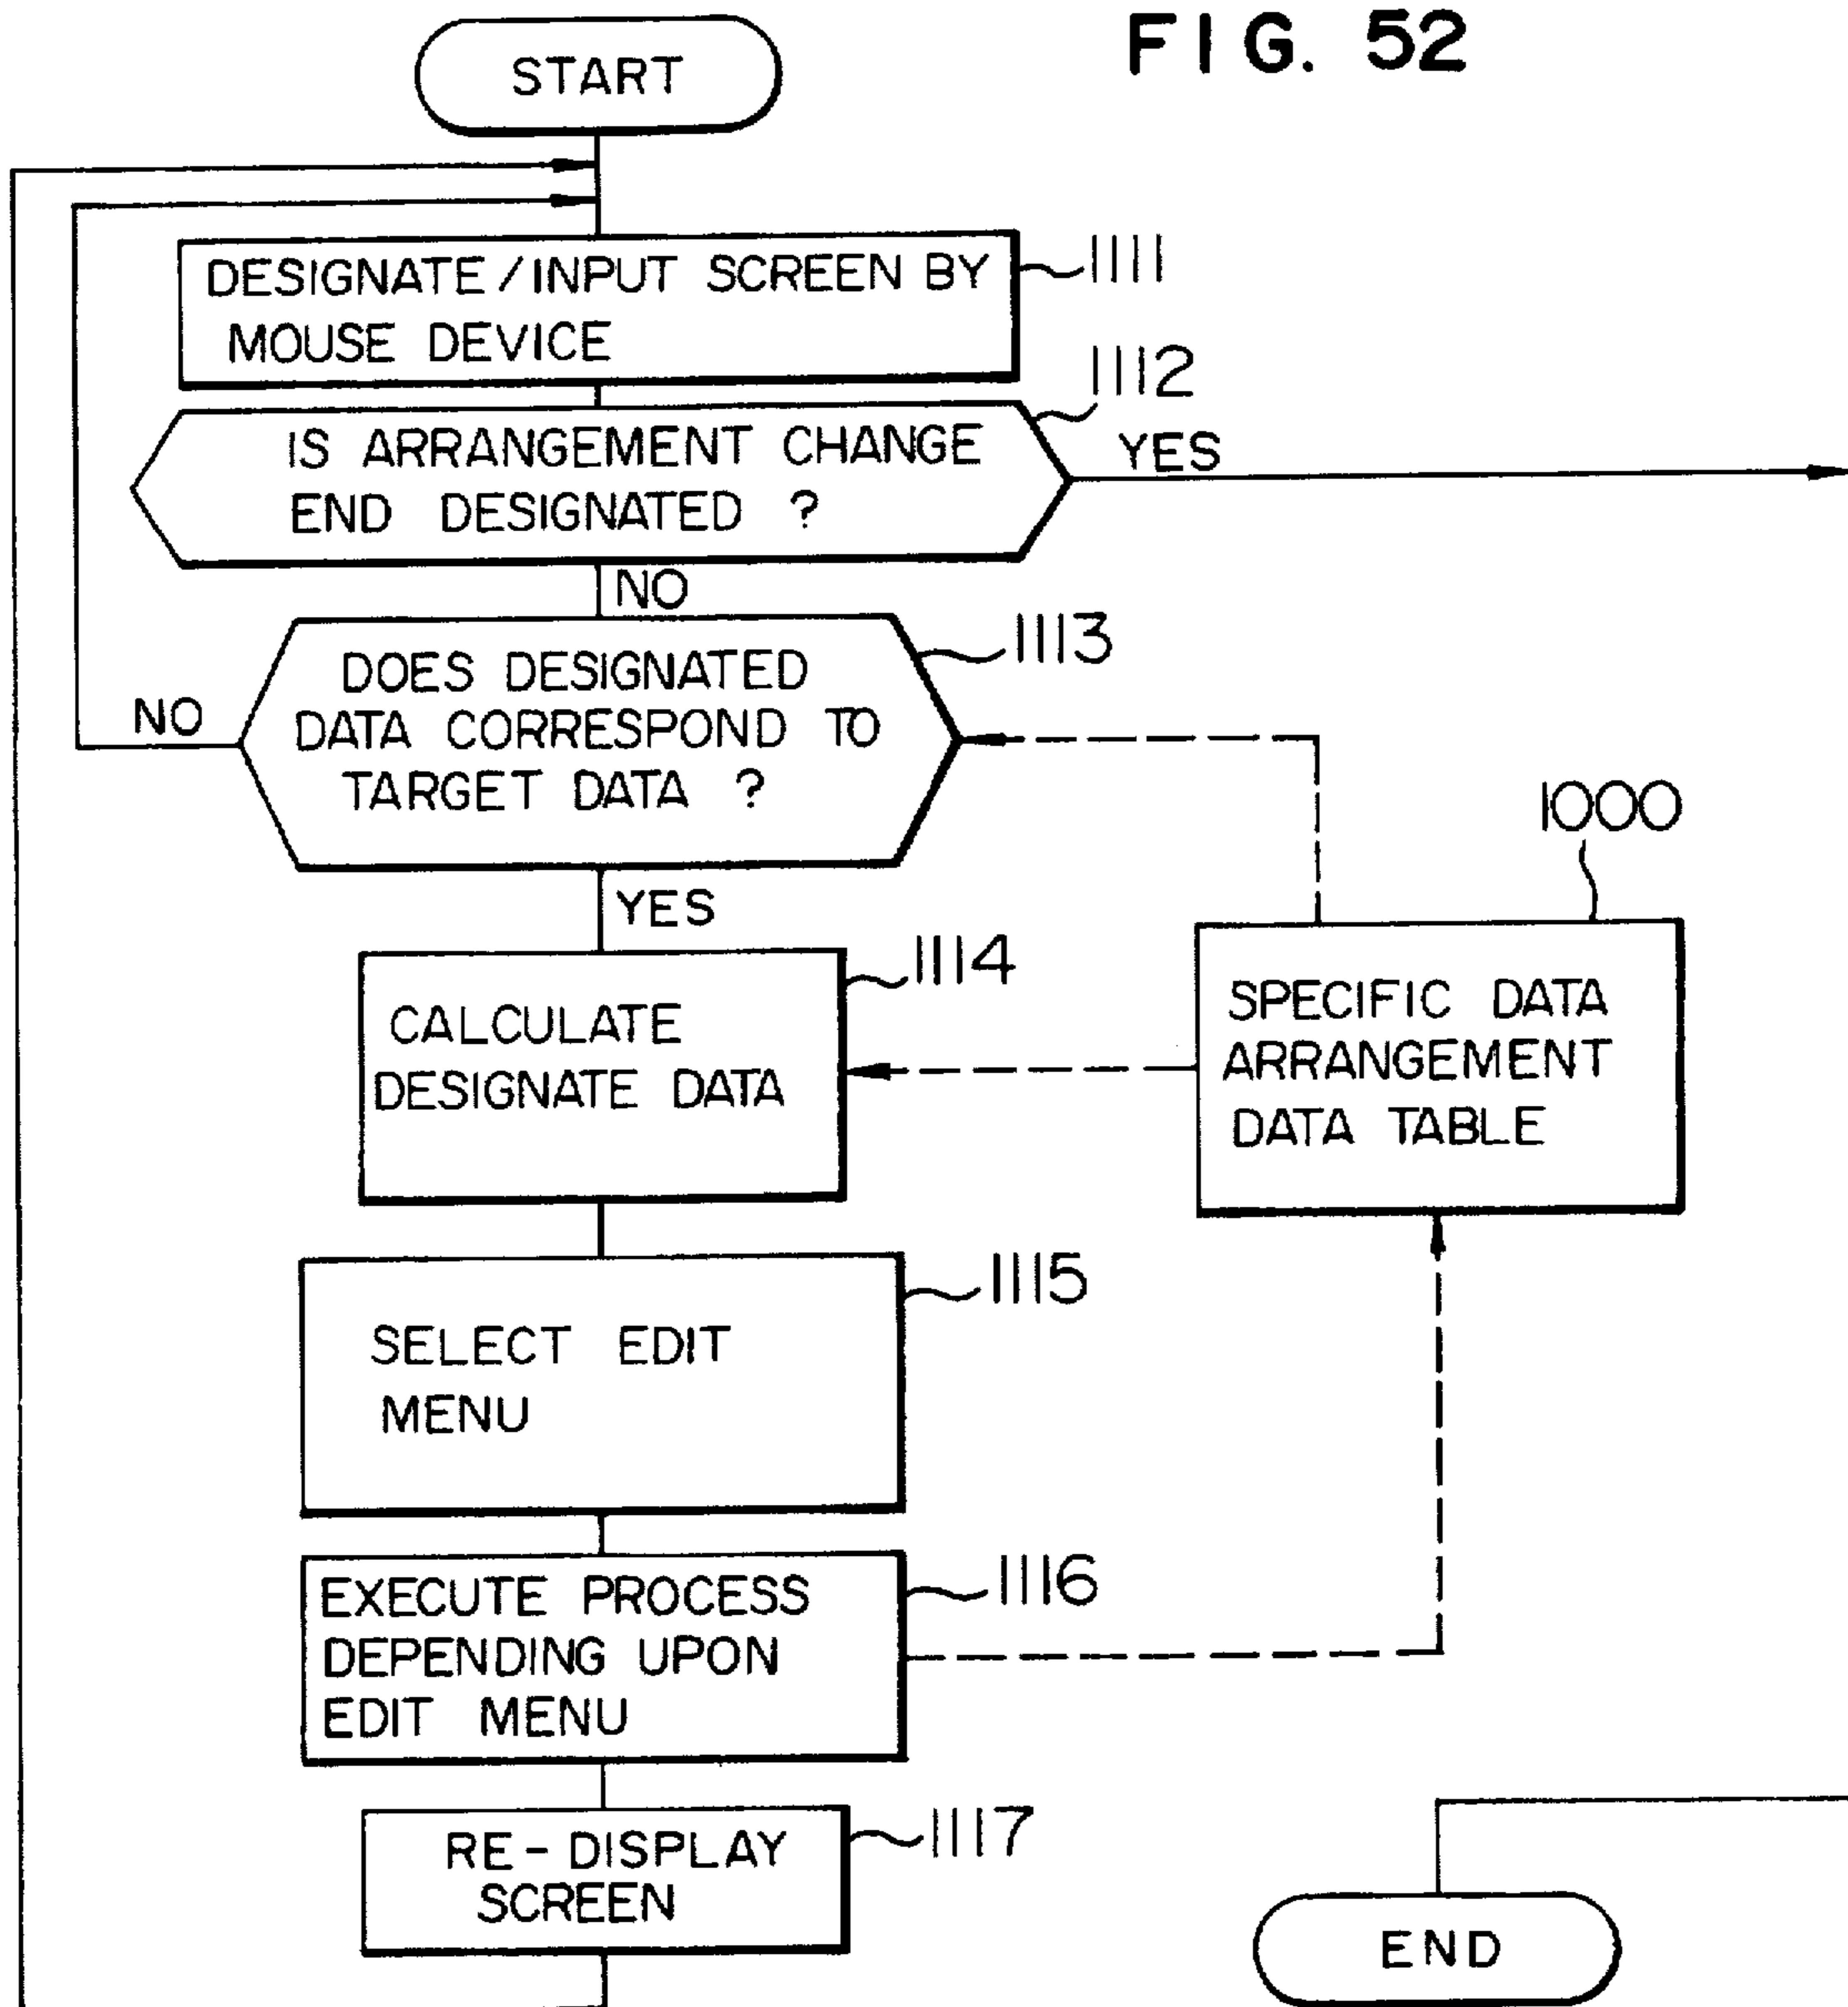 FIG. 52
START
DESIGNATE/INPUT SCREEN BY
MOUSE DEVICE
1111
IS ARRANGEMENT CHANGE
END DESIGNATED ?
1112
YES
NO
DOES DESIGNATED
DATA CORRESPOND TO
TARGET DATA ?
1113
NO
YES
CALCULATE
DESIGNATE DATA
1114
1000
SPECIFIC DATA
ARRANGEMENT
DATA TABLE
SELECT EDIT
MENU
1115
EXECUTE PROCESS
DEPENDING UPON
EDIT MENU
1116
RE-DISPLAY
SCREEN
1117
END